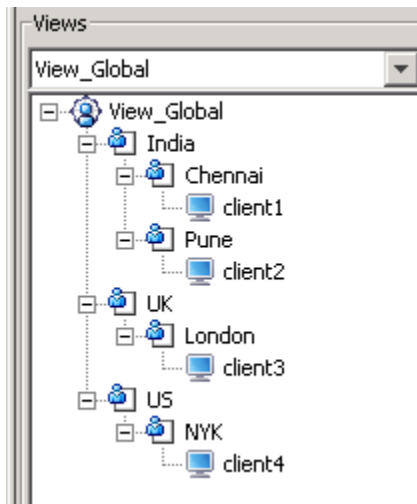 Views
View_Global
View_Global
India
Chennai
client1
Pune
client2
UK
London
client3
US
NYK
client4